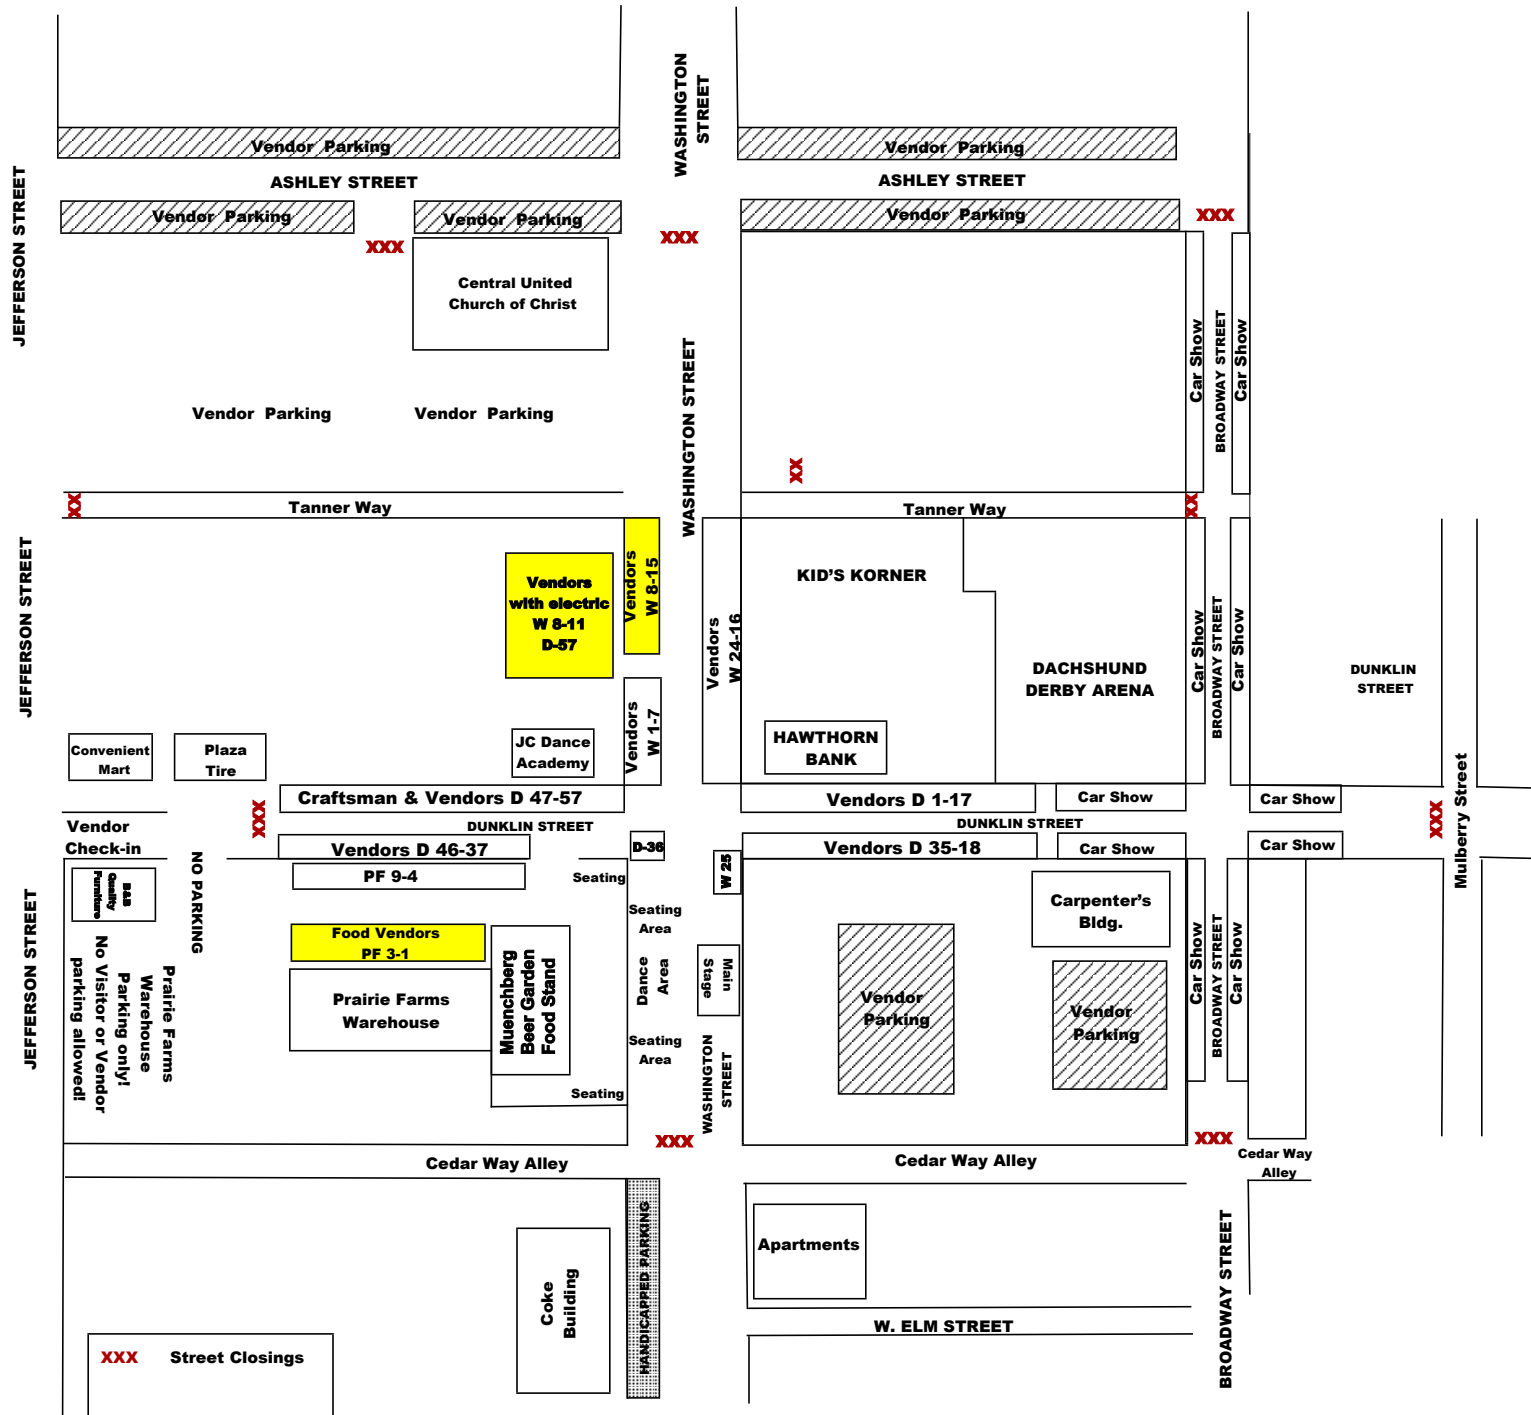 WASHINGTON
STREET
Vendor Parking
Vendor Parking
JEFFERSON STREET
ASHLEY STREET
ASHLEY STREET
Vendor Parking
Vendor Parking
Vendor Parking
XXX
XXX
XXX
Central United
Church of Christ
WASHINGTON STREET
Car Show
BROADWAY STREET
Car Show
Vendor Parking
Vendor Parking
XX
XX
Tanner Way
Tanner Way
XX
JEFFERSON STREET
Vendors
with electric
W 8-11
D-57
Vendors
W 8-15
Vendors
W 24-16
KID'S KORNER
DACHSHUND
DERBY ARENA
Car Show
BROADWAY STREET
Car Show
DUNKLIN
STREET
Convenient
Mart
Plaza
Tire
JC Dance
Academy
Vendors
W 1-7
HAWTHORN
BANK
XXX
Craftsman & Vendors D 47-57
Vendors D 1-17
Car Show
Car Show
XXX
Mulberry Street
Vendor
Check-in
DUNKLIN STREET
DUNKLIN STREET
Vendors D 46-37
D-36
Vendors D 35-18
Car Show
Car Show
NO PARKING
B&B
Quality
Furniture
PF 9-4
Seating
W 25
JEFFERSON STREET
Seating
Area
Carpenter's
Bldg.
Food Vendors
PF 3-1
Prairie Farms
Warehouse
Parking only!
No Visitor or Vendor
parking allowed!
Prairie Farms
Warehouse
Muenchberg
Beer Garden
Food Stand
Dance
Area
Main
Stage
Vendor
Parking
Vendor
Parking
Car Show
BROADWAY STREET
Car Show
Seating
Area
WASHINGTON
STREET
Seating
XXX
XXX
Cedar Way Alley
Cedar Way Alley
Cedar Way
Alley
HANDICAPPED PARKING
Coke
Building
Apartments
BROADWAY STREET
W. ELM STREET
XXX Street Closings